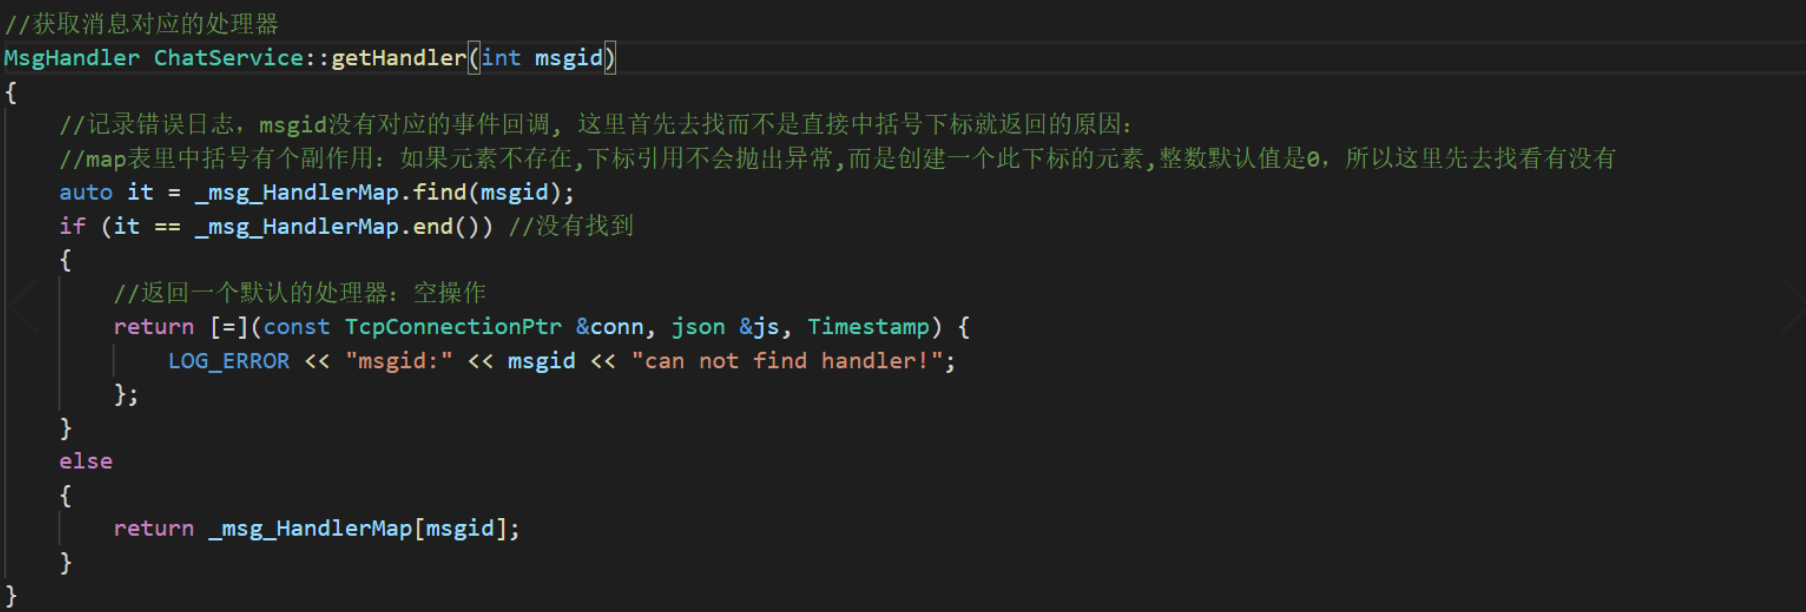 //获取消息对应的处理器
MsgHandler ChatService::getHandler(int msgid)
{
    //记录错误日志，msgid没有对应的事件回调，这里首先去找而不是直接中括号下标就返回的原因：
    //map表里中括号有个副作用：如果元素不存在,下标引用不会抛出异常,而是创建一个此下标的元素,整数默认值是0，所以这里先去找看有没有
    auto it = _msg_HandlerMap.find(msgid);
    if (it == _msg_HandlerMap.end()) //没有找到
    {
        //返回一个默认的处理器：空操作
        return [=](const TcpConnectionPtr &conn, json &js, Timestamp) {
            LOG_ERROR << "msgid:" << msgid << "can not find handler!";
        };
    }
    else
    {
        return _msg_HandlerMap[msgid];
    }
}